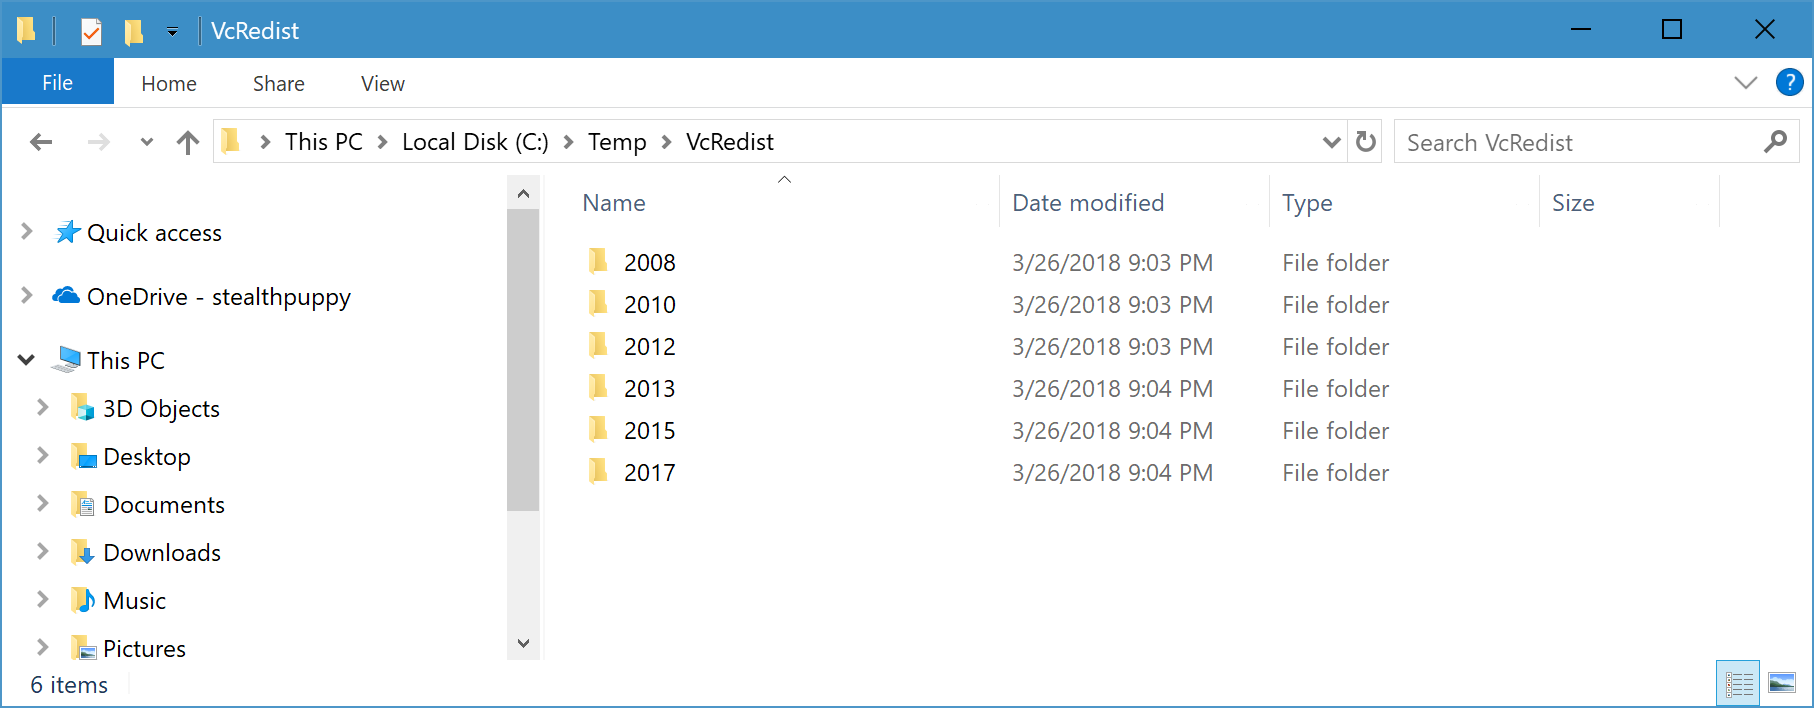 VcRedist
File Home Share View ?
This PC Local Disk (C:) Temp VcRedist Search VcRedist
Name Date modified Type Size
Quick access
OneDrive - stealthpuppy
This PC
3D Objects
Desktop
Documents
Downloads
Music
Pictures
2008 3/26/2018 9:03 PM File folder
2010 3/26/2018 9:03 PM File folder
2012 3/26/2018 9:03 PM File folder
2013 3/26/2018 9:04 PM File folder
2015 3/26/2018 9:04 PM File folder
2017 3/26/2018 9:04 PM File folder
6 items